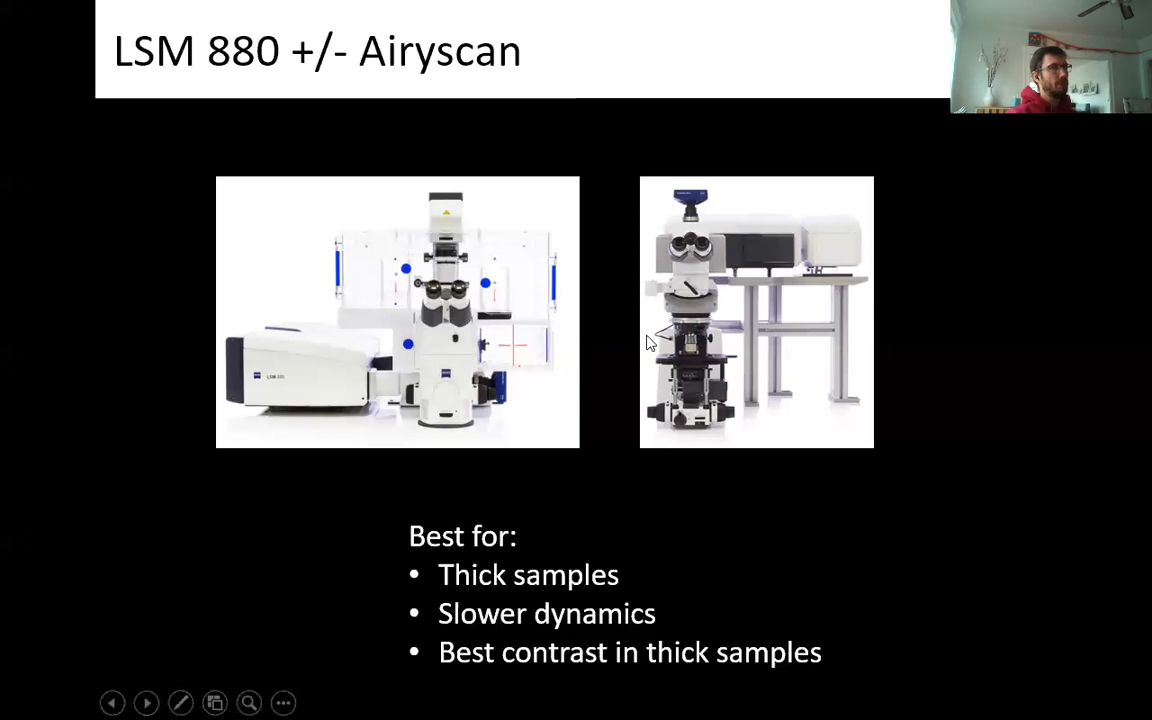 LSM 880 +/- Airyscan
Best for:
• Thick samples
• Slower dynamics
• Best contrast in thick samples